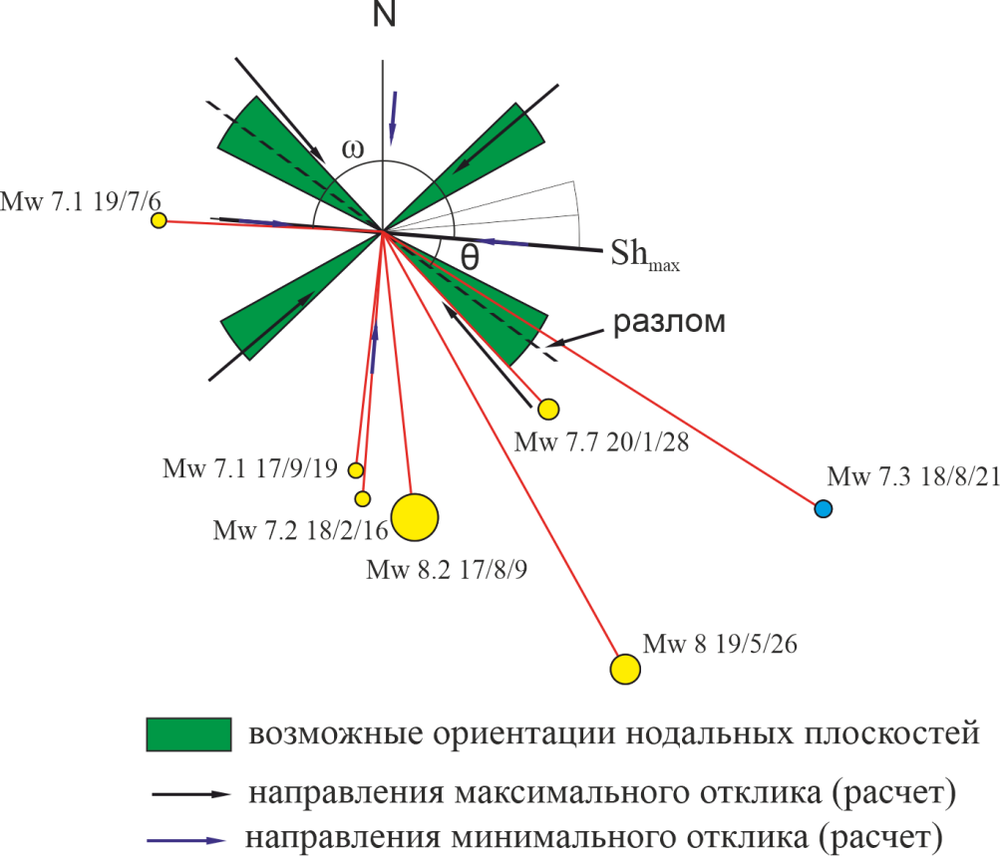 N
ω
Mw 7.1 19/7/6
θ
Sh max
разлом
Mw 7.7 20/1/28
Mw 7.1 17/9/19
Mw 7.3 18/8/21
Mw 7.2 18/2/16
Mw 8.2 17/8/9
Mw 8 19/5/26
возможные ориентации нодальных плоскостей
направления максимального отклика (расчет)
направления минимального отклика (расчет)